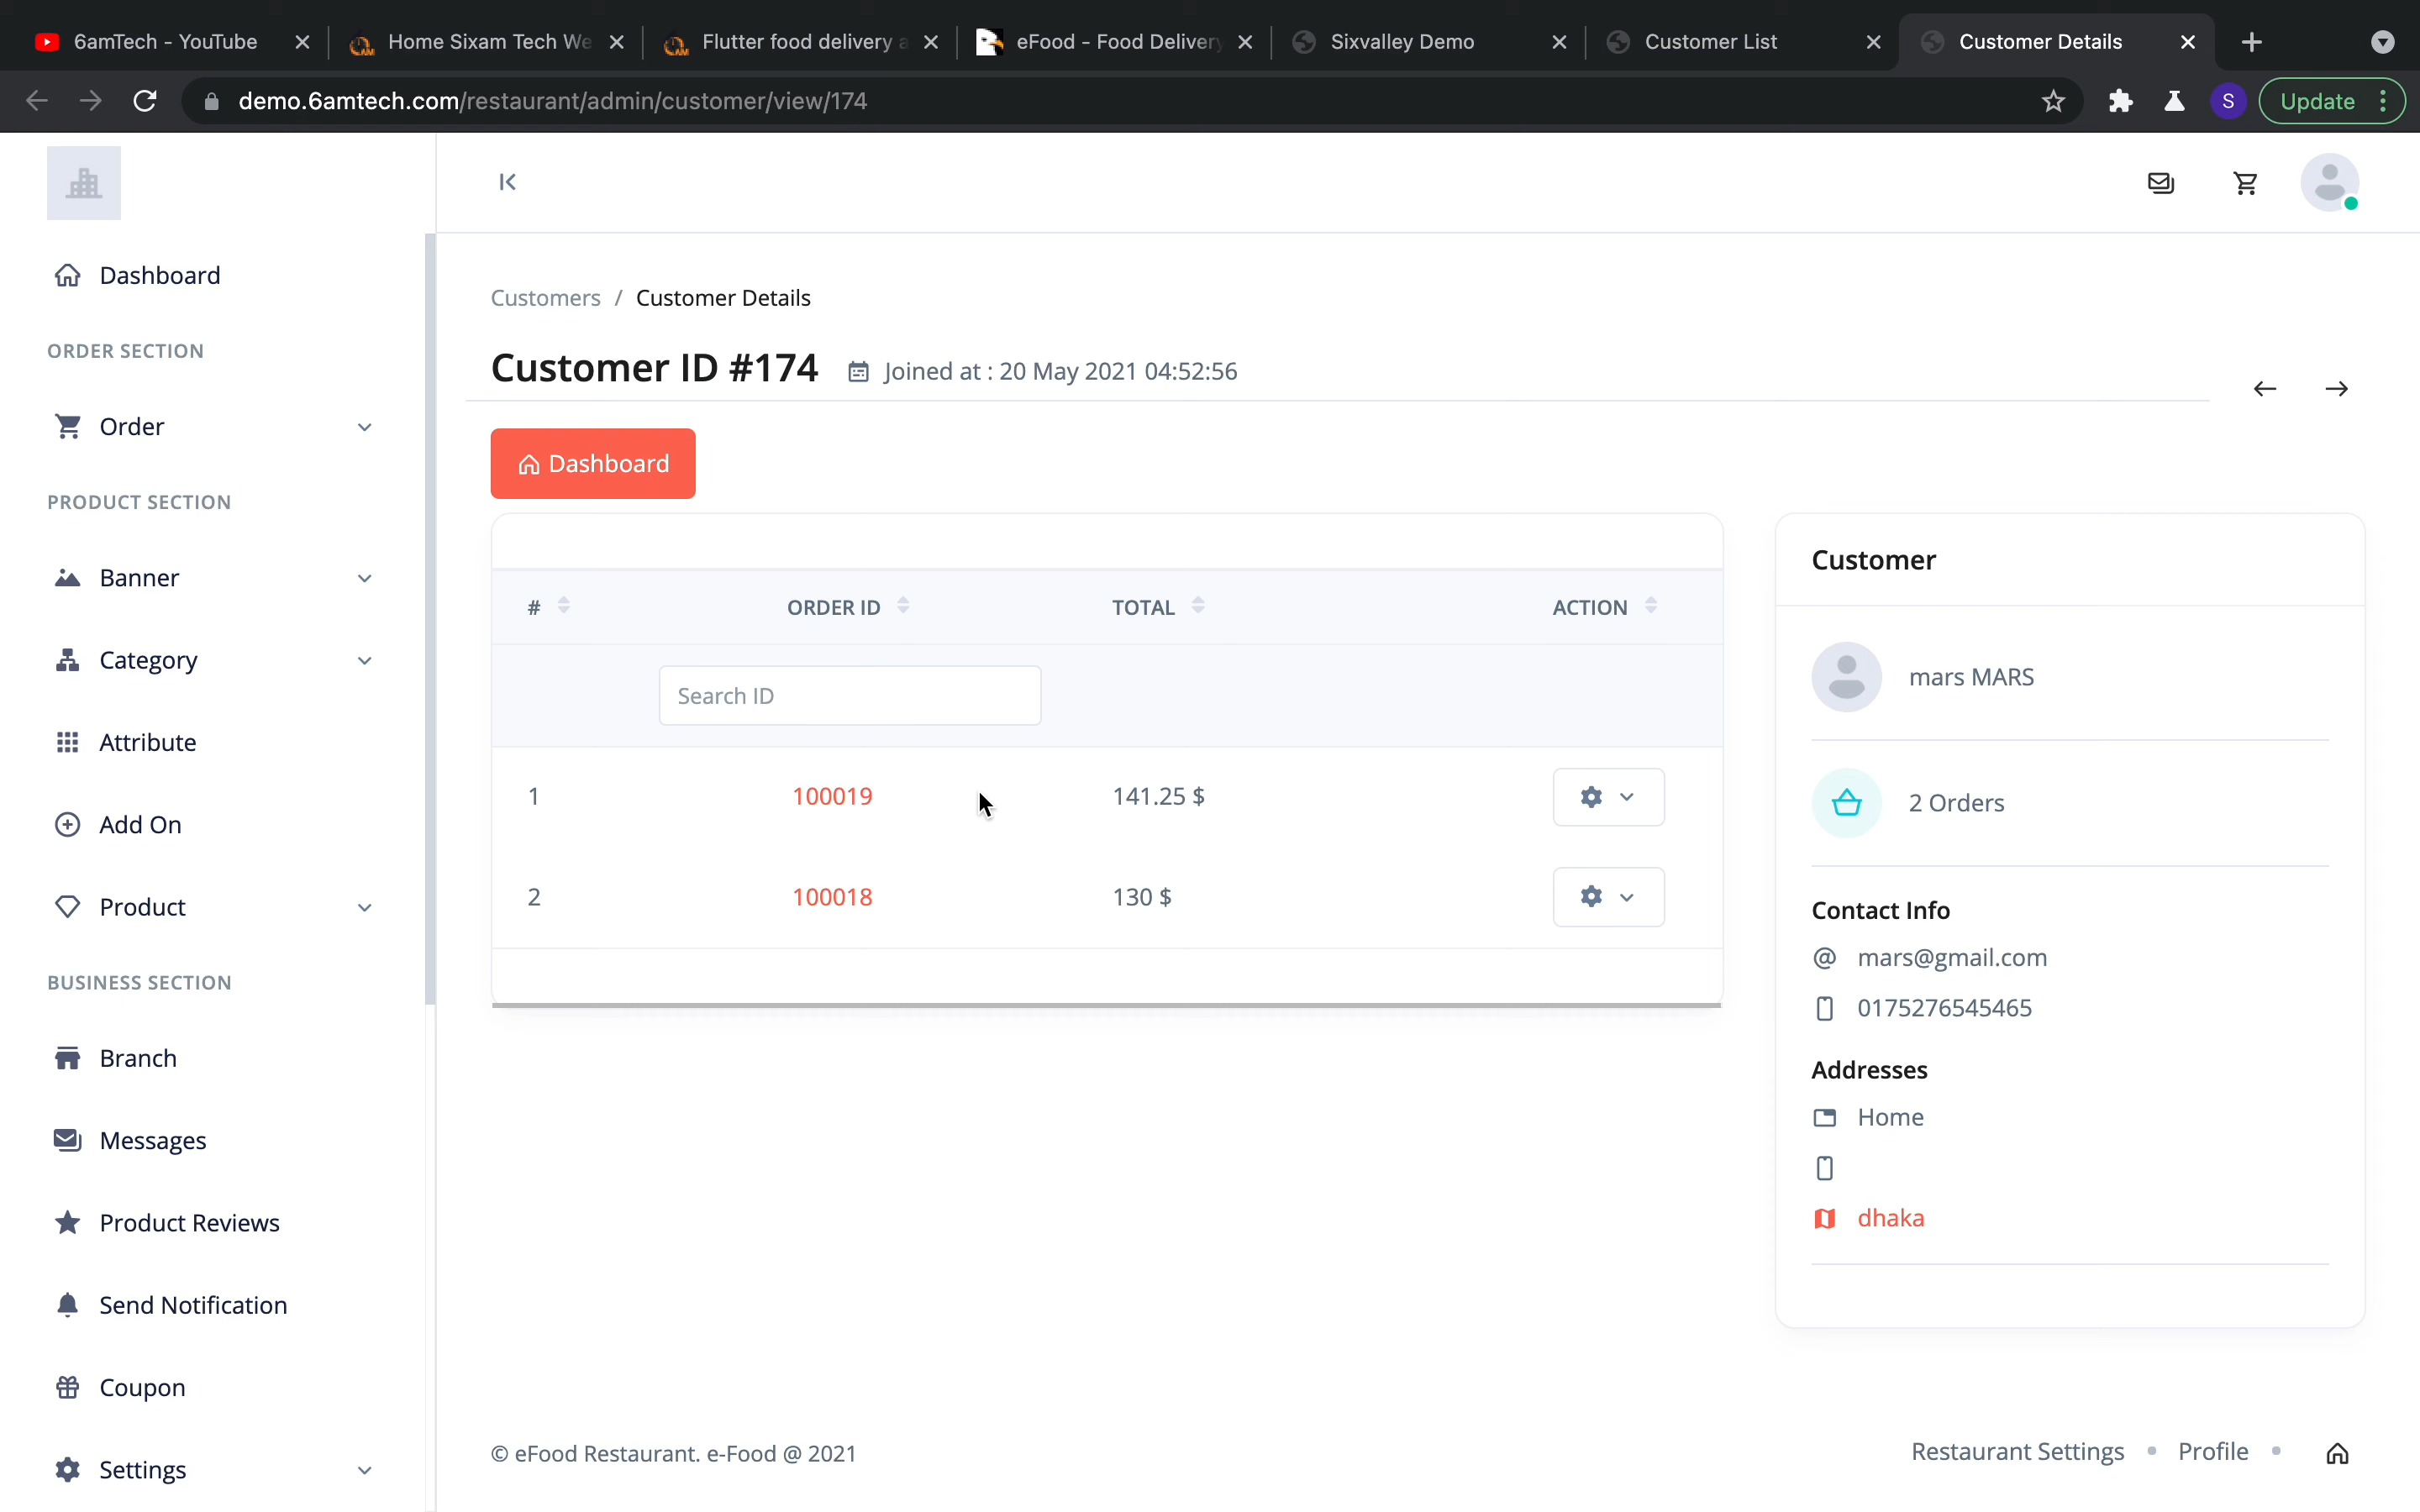 6amTech - YouTube
Home Sixam Tech We
Flutter food delivery a
eFood - Food Delivery
Sixvalley Demo
Customer List
Customer Details
demo.6amtech.com/restaurant/admin/customer/view/174
S
Update
Dashboard
ORDER SECTION
Order
PRODUCT SECTION
Banner
Category
Attribute
Add On
Product
BUSINESS SECTION
Branch
Messages
Product Reviews
Send Notification
Coupon
Settings
Customers / Customer Details
Customer ID #174 Joined at : 20 May 2021 04:52:56
Dashboard
# ORDER ID TOTAL ACTION
Search ID
1 100019 141.25 $
2 100018 130 $
Customer
mars MARS
2 Orders
Contact Info
@ mars@gmail.com
0175276545465
Addresses
Home
dhaka
© eFood Restaurant. e-Food @ 2021
Restaurant Settings • Profile •